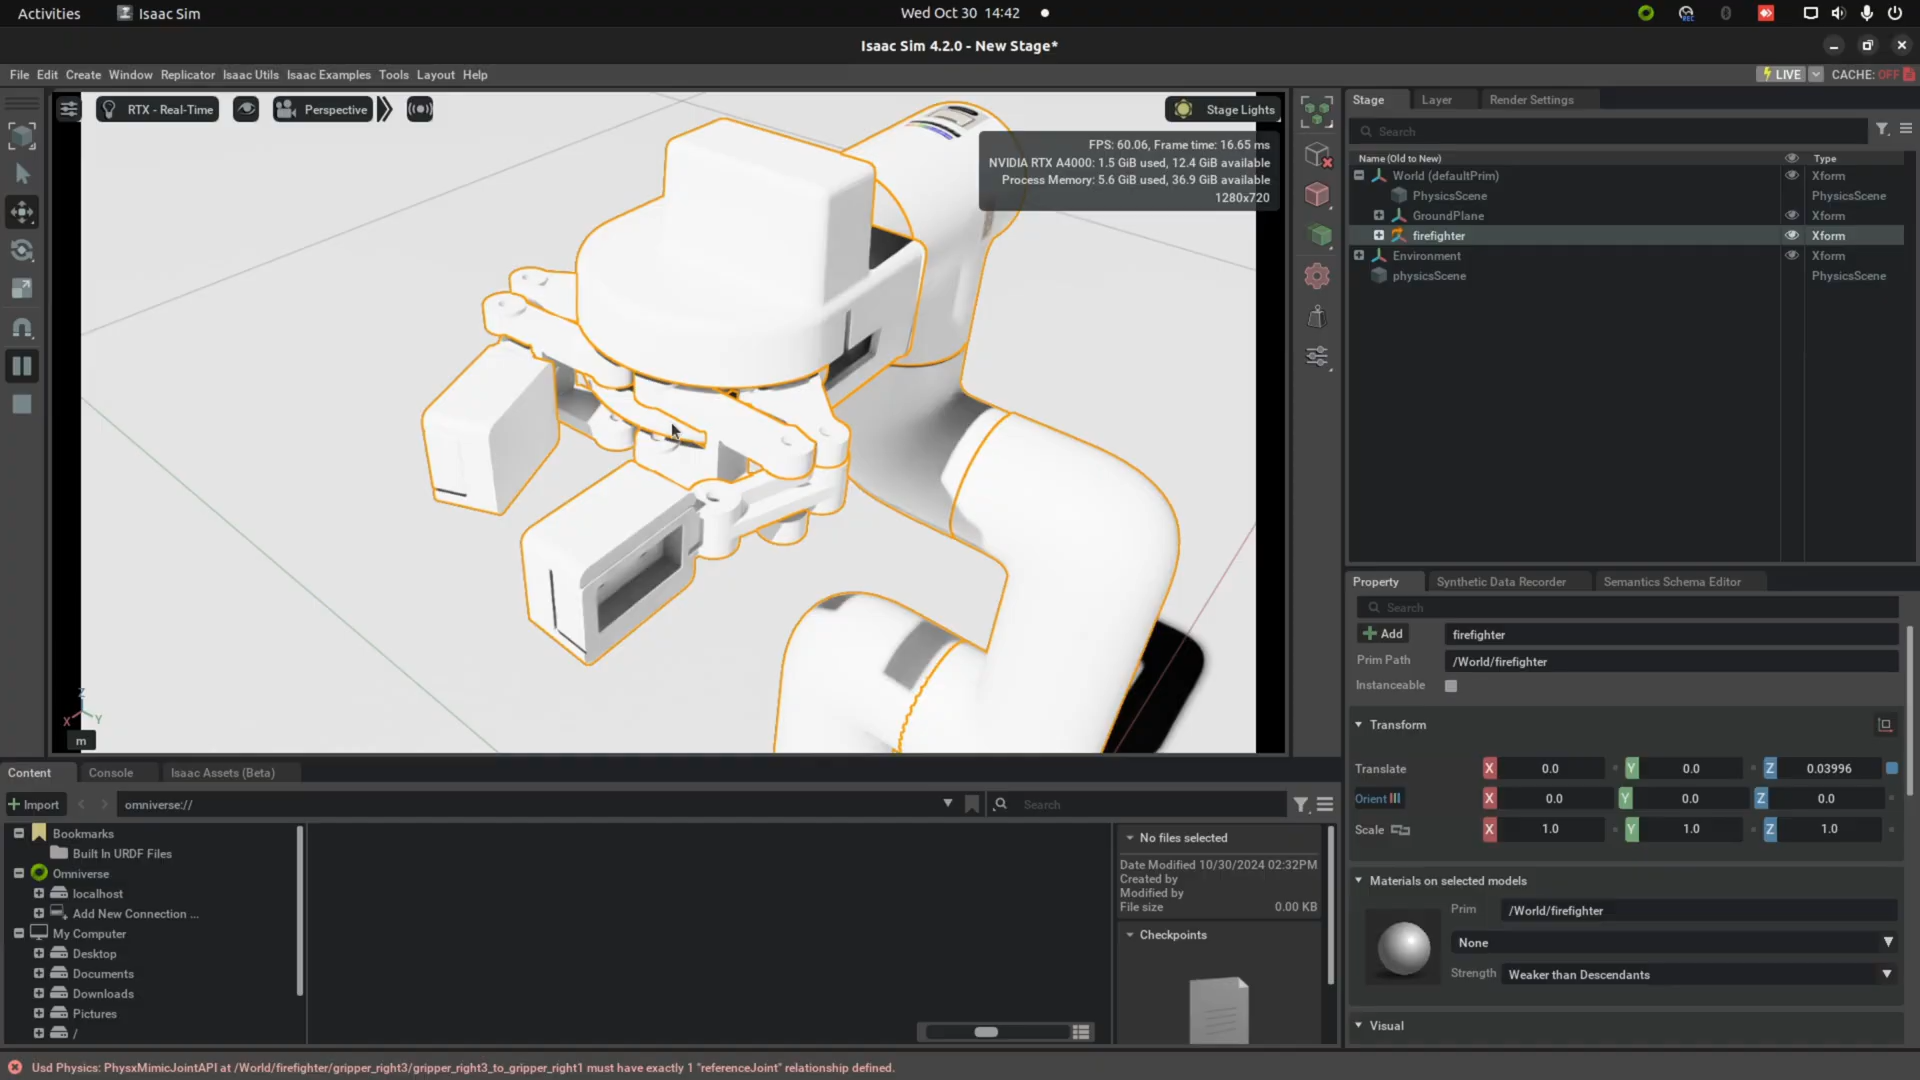 Activities
Isaac Sim
Wed Oct 30 14:42
Isaac Sim 4.2.0 - New Stage*
File Edit Create Window Replicator Isaac Utils Isaac Examples Tools Layout Help
LIVE
CACHE: OFF
RTX - Real-Time
Perspective
Stage Lights
FPS: 60.06, Frame time: 16.65 ms
NVIDIA RTX A4000: 1.5 GiB used, 12.4 GiB available
Process Memory: 5.6 GiB used, 36.9 GiB available
1280x720
Z
X
Y
m
Stage Layer Render Settings
Search
Name (Old to New) Type
World (defaultPrim) Xform
PhysicsScene PhysicsScene
GroundPlane Xform
firefighter Xform
Environment Xform
physicsScene PhysicsScene
Property Synthetic Data Recorder Semantics Schema Editor
Search
Add firefighter
Prim Path /World/firefighter
Instanceable
Transform
Translate X 0.0 Y 0.0 Z 0.03996
Orient X 0.0 Y 0.0 Z 0.0
Scale X 1.0 Y 1.0 Z 1.0
Materials on selected models
Prim /World/firefighter
None
Strength Weaker than Descendants
Visual
Content Console Isaac Assets (Beta)
Import omniverse:// Search
Bookmarks
Built In URDF Files
Omniverse
localhost
Add New Connection ...
My Computer
Desktop
Documents
Downloads
Pictures
/
No files selected
Date Modified 10/30/2024 02:32PM
Created by
Modified by
File size 0.00 KB
Checkpoints
Usd Physics: PhysxMimicJointAPI at /World/firefighter/gripper_right3/gripper_right3_to_gripper_right1 must have exactly 1 "referenceJoint" relationship defined.